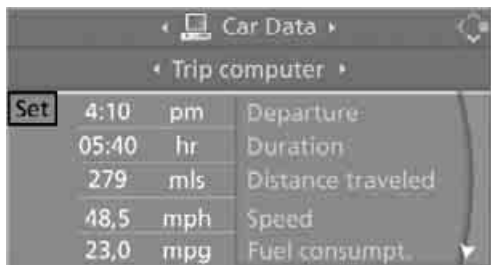 Car Data
Trip computer
Set 4:10 pm Departure
05:40 hr Duration
279 mls Distance traveled
48,5 mph Speed
23,0 mpg Fuel consumpt.